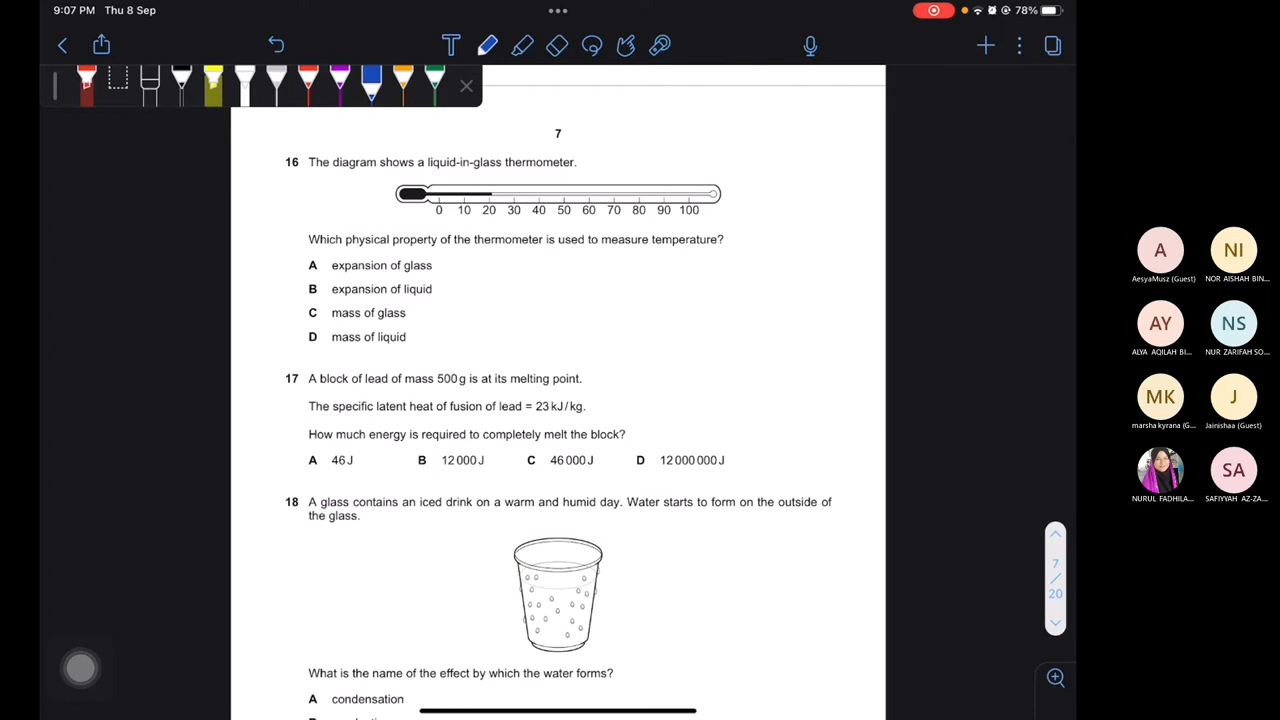 9:07 PM Thu 8 Sep
78%
7
16 The diagram shows a liquid-in-glass thermometer.
0 10 20 30 40 50 60 70 80 90 100
Which physical property of the thermometer is used to measure temperature?
A expansion of glass
B expansion of liquid
C mass of glass
D mass of liquid
17 A block of lead of mass 500 g is at its melting point.
The specific latent heat of fusion of lead = 23 kJ/kg.
How much energy is required to completely melt the block?
A 46 J B 12 000 J C 46 000 J D 12 000 000 J
18 A glass contains an iced drink on a warm and humid day. Water starts to form on the outside of
the glass.
What is the name of the effect by which the water forms?
A condensation
A NI
AesyaMusz (Guest) NOR AISHAH BIN...
AY NS
ALYA AQILAH BI... NUR ZARIFAH SO...
MK J
marsha kyrana (G... Jainishaa (Guest)
SA
NURUL FADHILA... SAFIYYAH AZ-ZA...
7
/
20